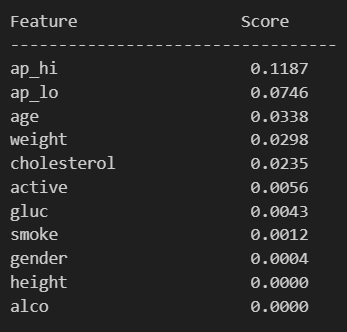 Feature Score
----------------------------------
ap_hi 0.1187
ap_lo 0.0746
age 0.0338
weight 0.0298
cholesterol 0.0235
active 0.0056
gluc 0.0043
smoke 0.0012
gender 0.0004
height 0.0000
alco 0.0000